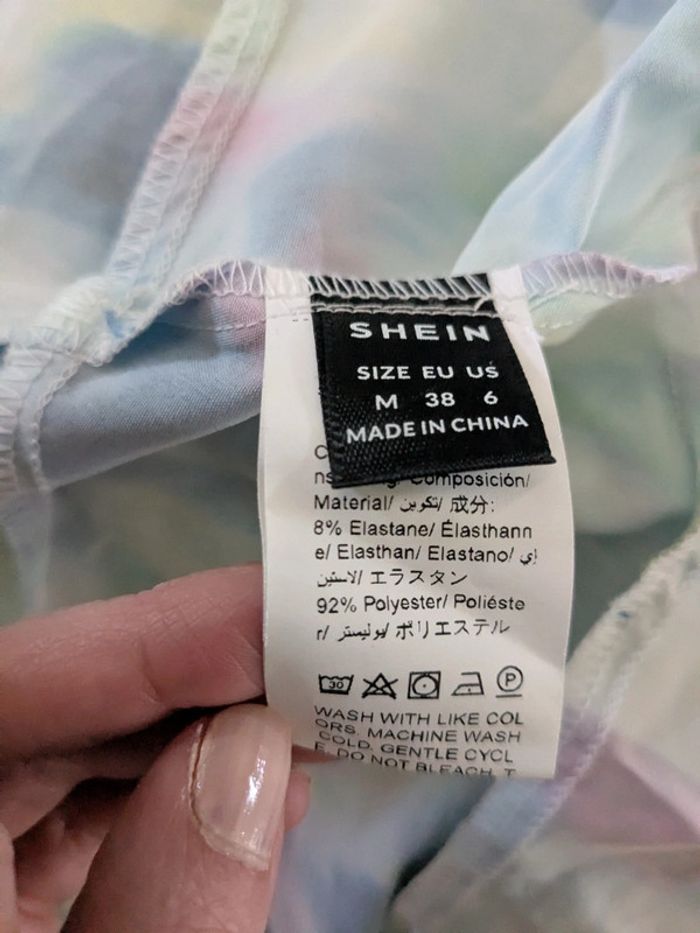 SHEIN
SIZE EU US
M 38 6
MADE IN CHINA
Composición/
Material/ تكوين/ 成分:
8% Elastane/ Élasthann
e/ Elasthan/ Elastano/ إي
لاستين/ エラスタン
92% Polyester/ Poliéste
r/ بوليستر/ ポリエステル
30
P
WASH WITH LIKE COL
ORS. MACHINE WASH
COLD. GENTLE CYCL
E. DO NOT BLEACH. T